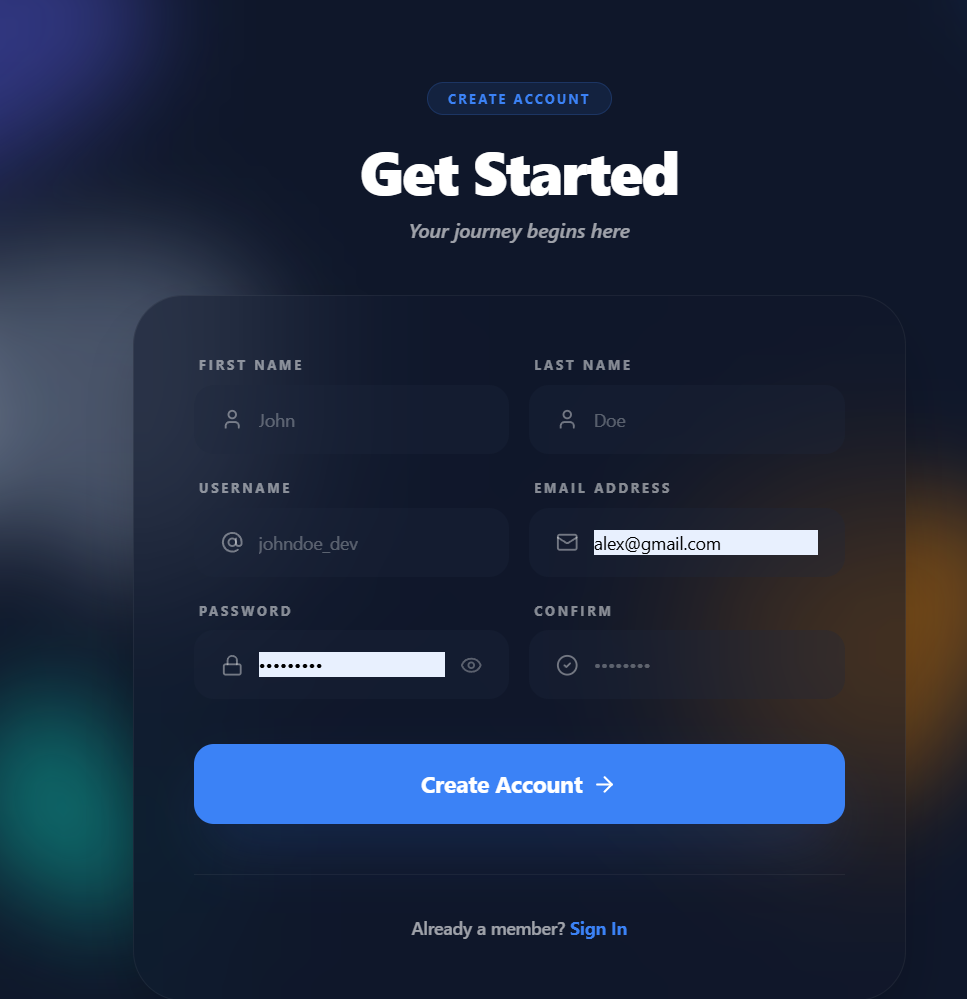 CREATE ACCOUNT
Get Started
Your journey begins here
FIRST NAME
LAST NAME
John
Doe
USERNAME
EMAIL ADDRESS
johndoe_dev
alex@gmail.com
PASSWORD
CONFIRM
•••••••••
••••••••
Create Account →
Already a member? Sign In